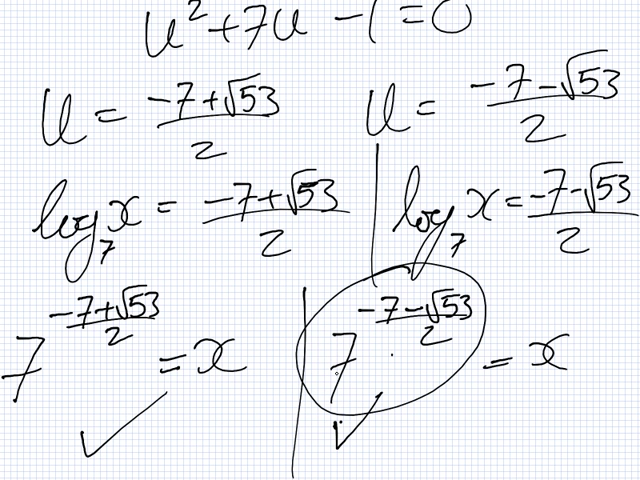 u² + 7u - 1 = 0
u = (-7 + √53)/2    u = (-7 - √53)/2
log₇ x = (-7 + √53)/2    log₇ x = (-7 - √53)/2
7^((-7 + √53)/2) = x    7^((-7 - √53)/2) = x